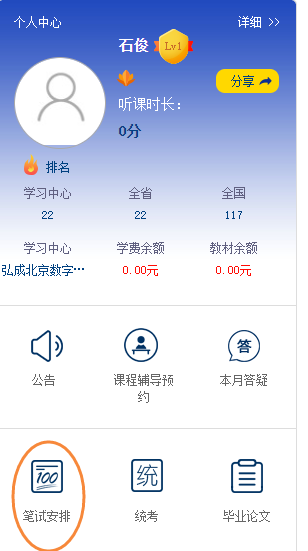 个人中心 详细 >>
石俊 Lv1
分享
听课时长：
0分
排名
学习中心 全省 全国
22 22 117
学习中心 学费余额 教材余额
弘成北京数字… 0.00元 0.00元
公告 课程辅导预约 答 本月答疑
100 笔试安排 统 统考 毕业论文